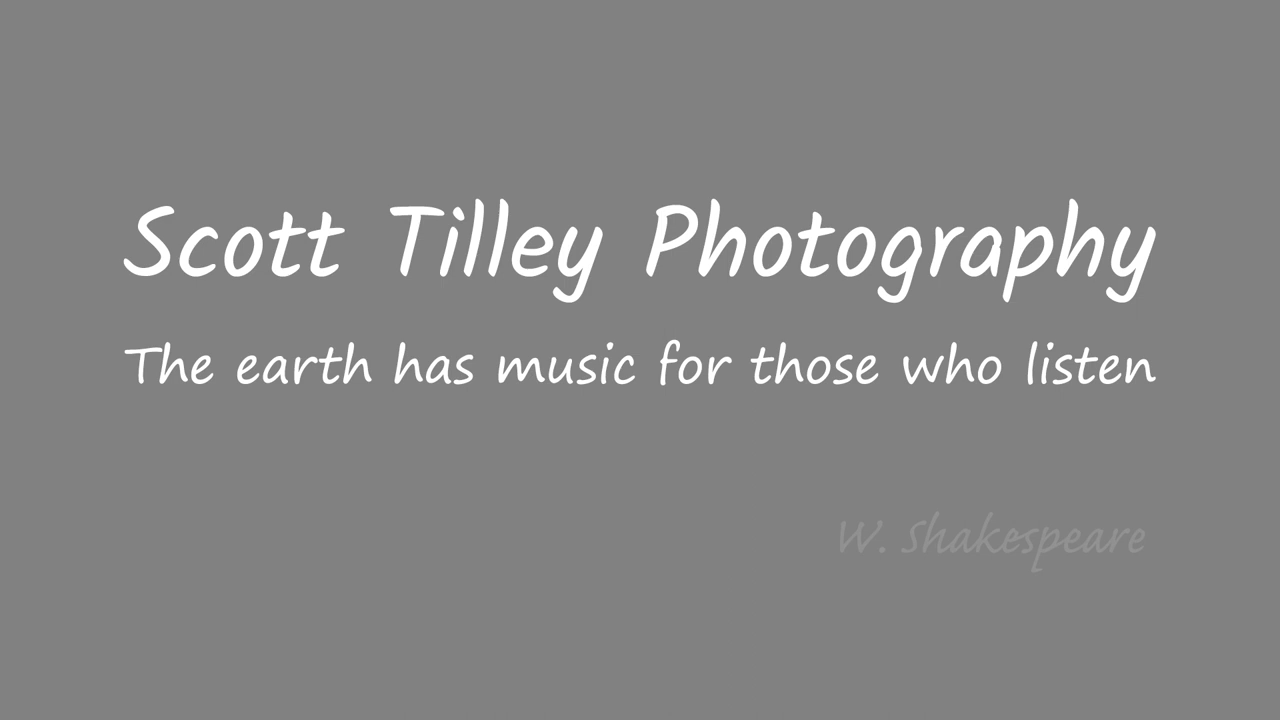 Scott Tilley Photography
The earth has music for those who listen
W. Shakespeare